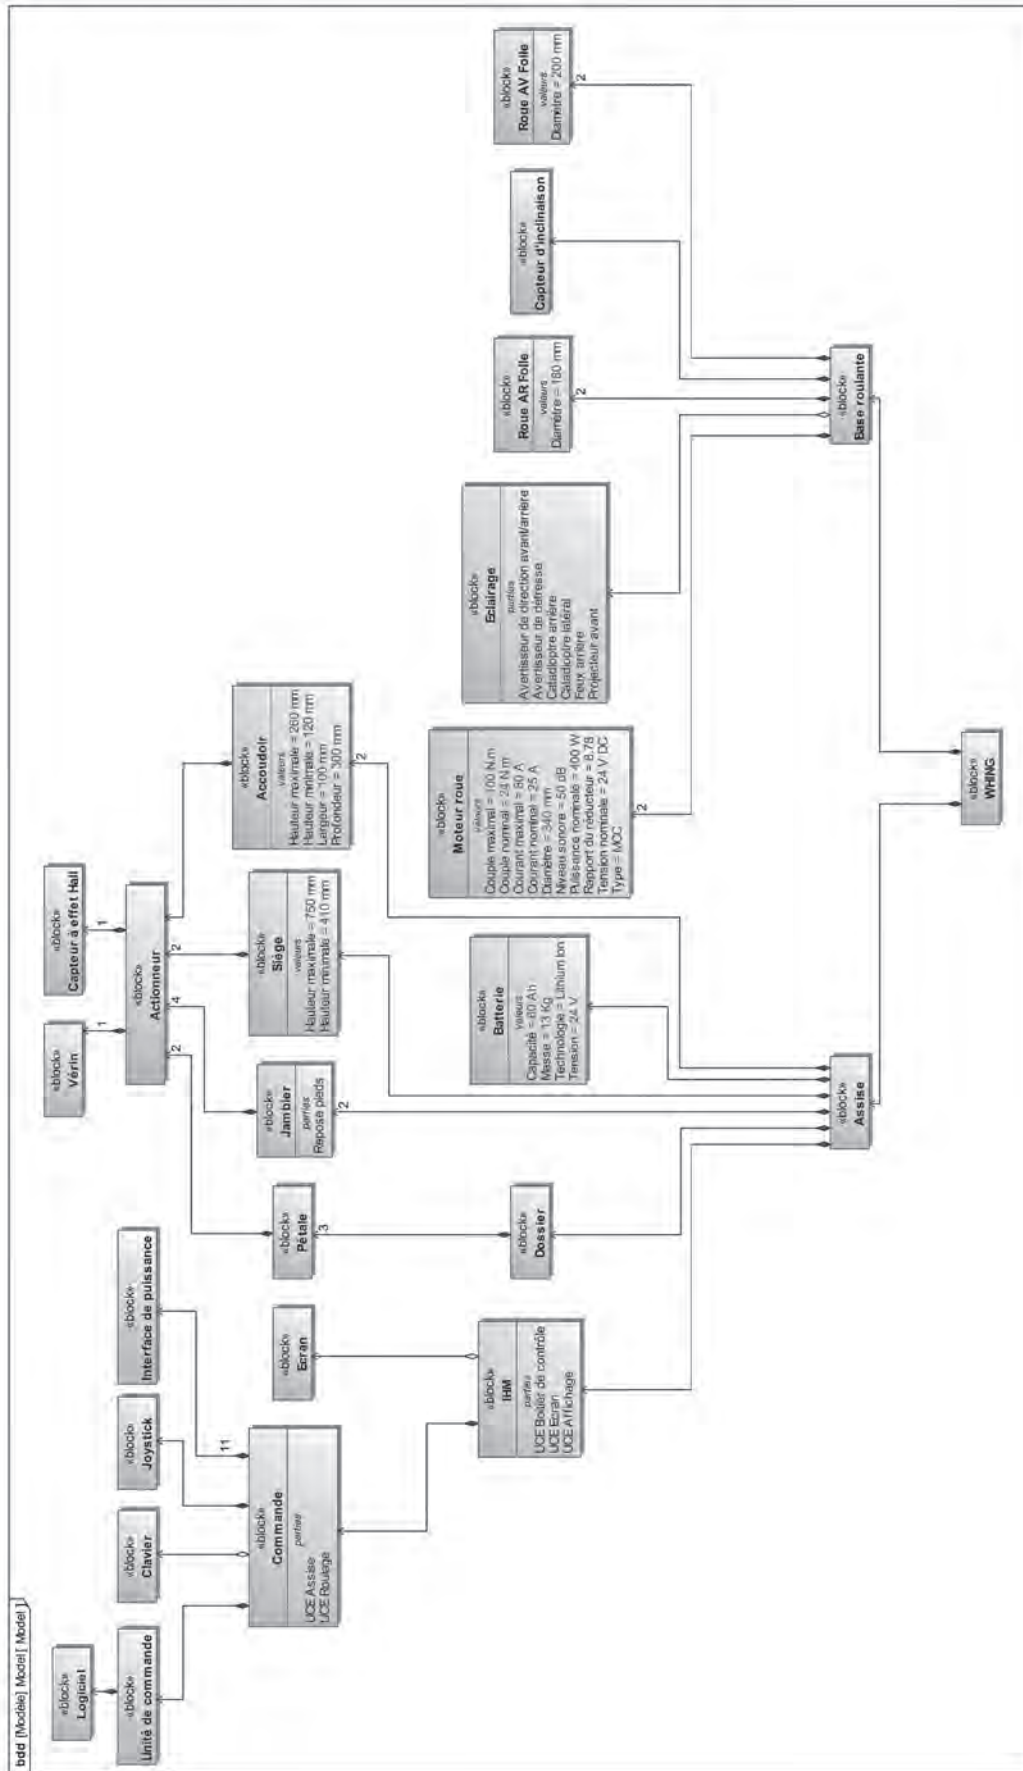 bdd [Modèle] Model [ Model ]
«block»
Logiciel
«block»
Vérin
«block»
Capteur à effet Hall
«block»
Unité de commande
«block»
Clavier
«block»
Joystick
«block»
Interface de puissance
1
1
«block»
Actionneur
11
2
4
2
«block»
Commande
parties
UCE Assise
UCE Roulage
«block»
Ecran
«block»
Pétale
«block»
Jambier
parties
Repose pieds
«block»
Siège
valeurs
Hauteur maximale = 750 mm
Hauteur minimale = 410 mm
«block»
Accoudoir
valeurs
Hauteur maximale = 260 mm
Hauteur minimale = 120 mm
Largeur = 100 mm
Profondeur = 300 mm
3
2
2
«block»
IHM
parties
UCE Boîtier de contrôle
UCE Ecran
UCE Affichage
«block»
Dossier
«block»
Batterie
valeurs
Capacité = 60 Ah
Masse = 13 Kg
Technologie = Lithium Ion
Tension = 24 V
«block»
Moteur roue
valeurs
Couple maximal = 100 N.m
Couple nominal = 24 N.m
Courant nominal = 25 A
Diamètre = 340 mm
Niveau sonore = 50 dB
Puissance nominale = 400 W
Rapport du réducteur = 8.78
Tension nominale = 24 V DC
Type = MCC
2
«block»
Eclairage
parties
Avertisseur de direction avant/arrière
Avertisseur de détresse
Catadioptre arrière
Catadioptre latéral
Feux arrière
Projecteur avant
«block»
Roue AR Folle
valeurs
Diamètre = 180 mm
2
«block»
Capteur d'inclinaison
«block»
Roue AV Folle
valeurs
Diamètre = 200 mm
2
«block»
Assise
«block»
Base roulante
«block»
WHING